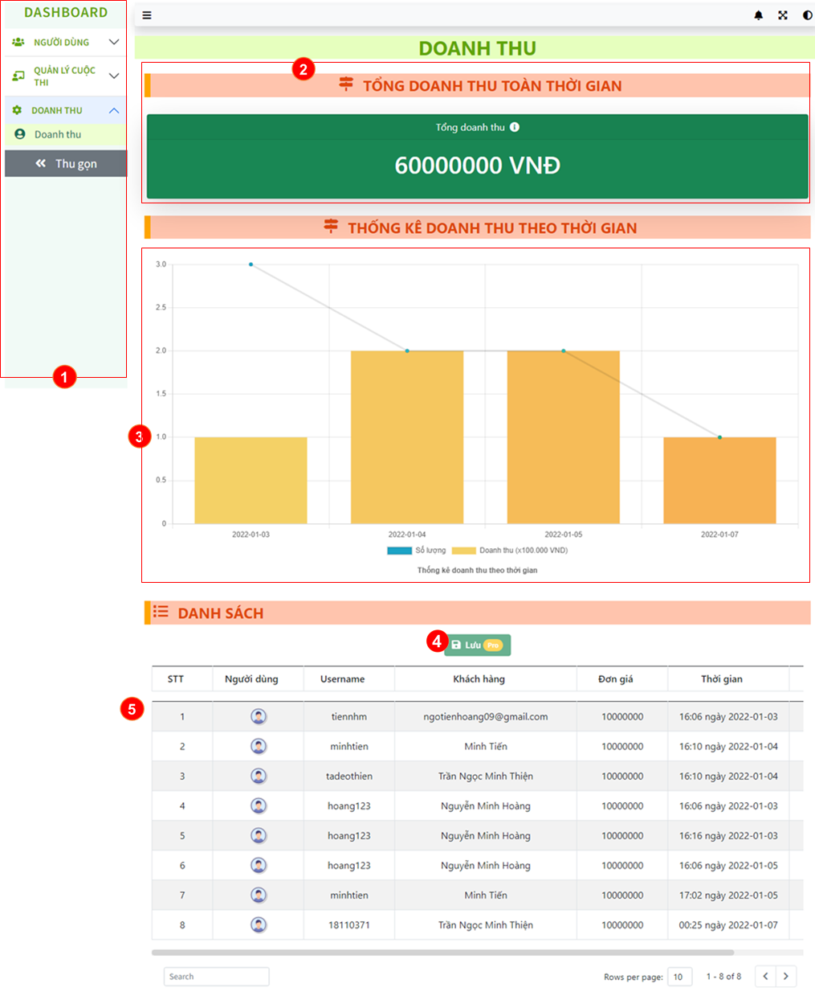 DASHBOARD
NGƯỜI DÙNG
QUẢN LÝ CUỘC
THI
DOANH THU
Doanh thu
Thu gọn
1
DOANH THU
2
TỔNG DOANH THU TOÀN THỜI GIAN
Tổng doanh thu
60000000 VNĐ
THỐNG KÊ DOANH THU THEO THỜI GIAN
3.0
2.5
2.0
1.5
3
1.0
0.5
0
2022-01-03 2022-01-04 2022-01-05 2022-01-07
Số lượng Doanh thu (x100.000 VND)
Thống kê doanh thu theo thời gian
DANH SÁCH
4 Lưu Pro
STT Người dùng Username Khách hàng Đơn giá Thời gian
5
1 tiennhm ngotienhoang09@gmail.com 10000000 16:06 ngày 2022-01-03
2 minhtien Minh Tiến 10000000 16:10 ngày 2022-01-04
3 tadeothien Trần Ngọc Minh Thiện 10000000 16:10 ngày 2022-01-04
4 hoang123 Nguyễn Minh Hoàng 10000000 16:06 ngày 2022-01-03
5 hoang123 Nguyễn Minh Hoàng 10000000 16:16 ngày 2022-01-03
6 hoang123 Nguyễn Minh Hoàng 10000000 16:06 ngày 2022-01-05
7 minhtien Minh Tiến 10000000 17:02 ngày 2022-01-05
8 18110371 Trần Ngọc Minh Thiện 10000000 00:25 ngày 2022-01-07
Search Rows per page: 10 1 - 8 of 8